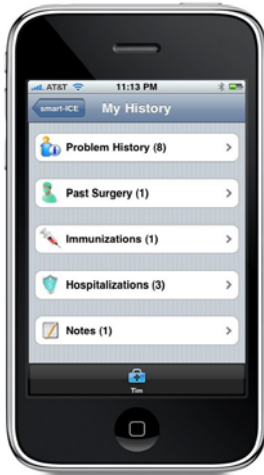 AT&T 11:13 PM
smart-ICE My History
Problem History (8)
Past Surgery (1)
Immunizations (1)
Hospitalizations (3)
Notes (1)
Tim